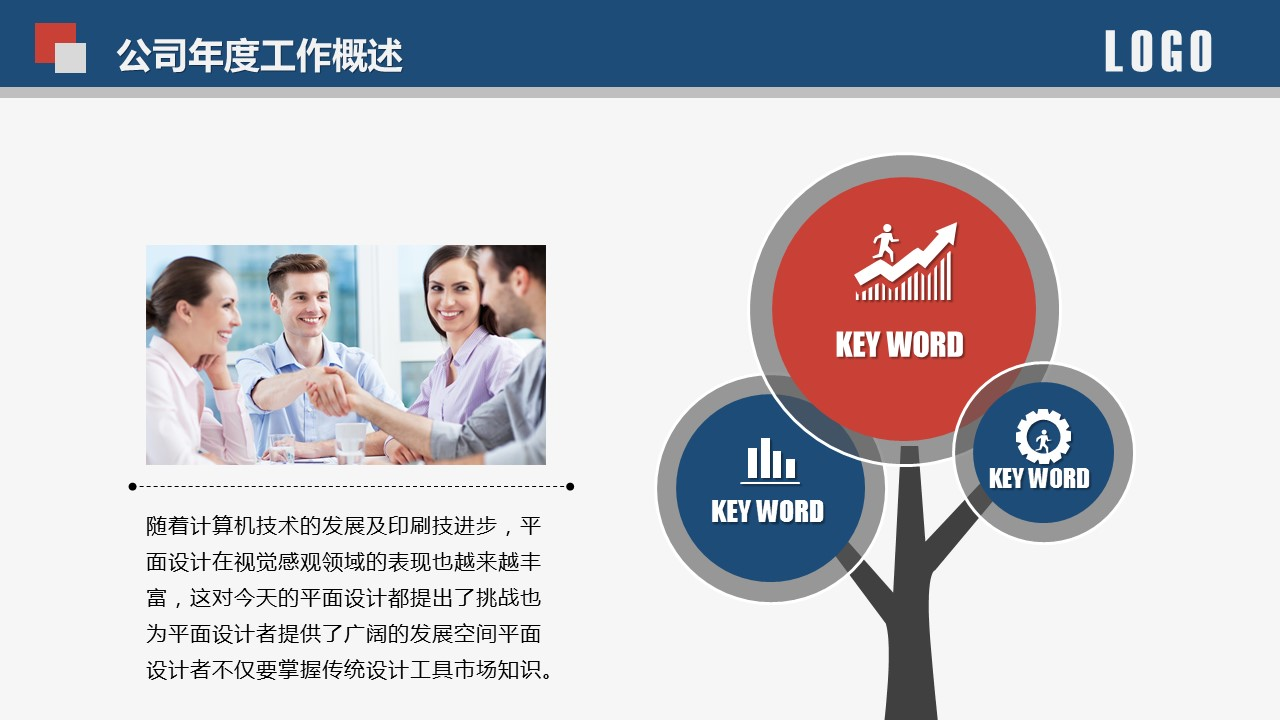 公司年度工作概述
LOGO
KEY WORD
KEY WORD
KEY WORD
随着计算机技术的发展及印刷技进步，平
面设计在视觉感观领域的表现也越来越丰
富，这对今天的平面设计都提出了挑战也
为平面设计者提供了广阔的发展空间平面
设计者不仅要掌握传统设计工具市场知识。